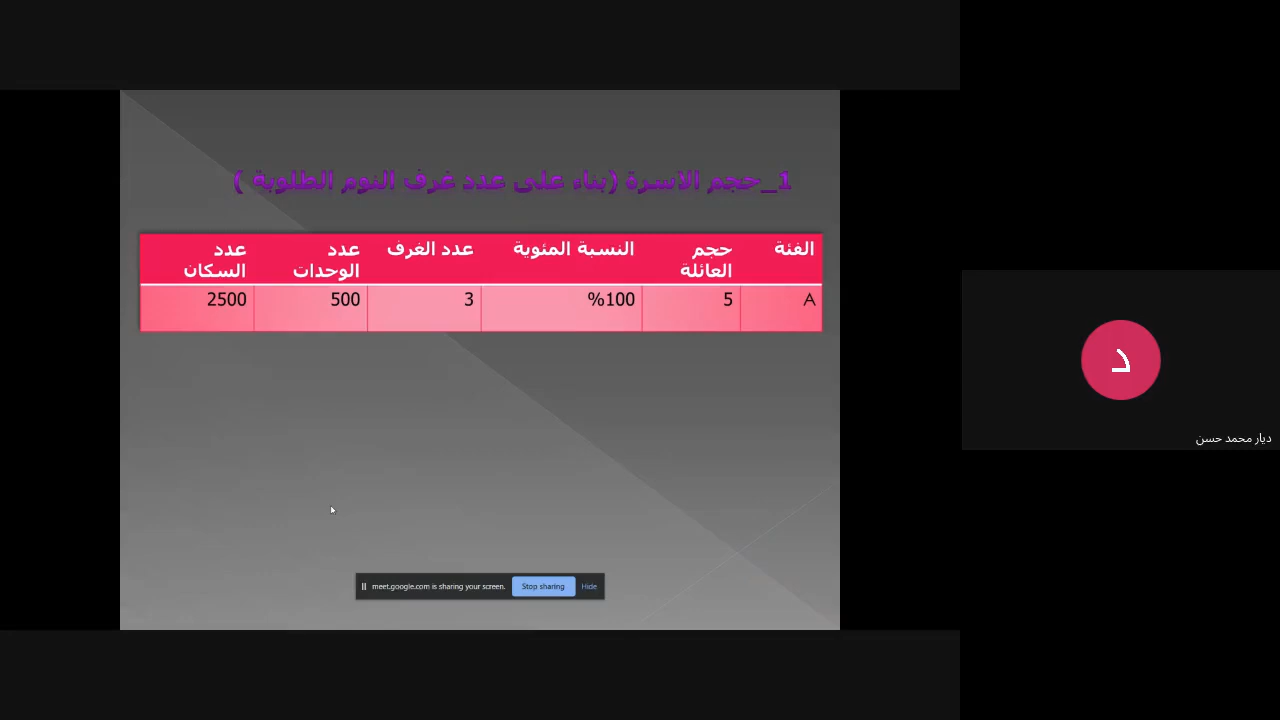 1_حجم الاسرة (بناء على عدد غرف النوم الطلوبة )
الفئة	حجم العائلة	النسبة المئوية	عدد الغرف	عدد الوحدات	عدد السكان
A	5	%100	3	500	2500
د
ديار محمد حسن
meet.google.com is sharing your screen. Stop sharing Hide